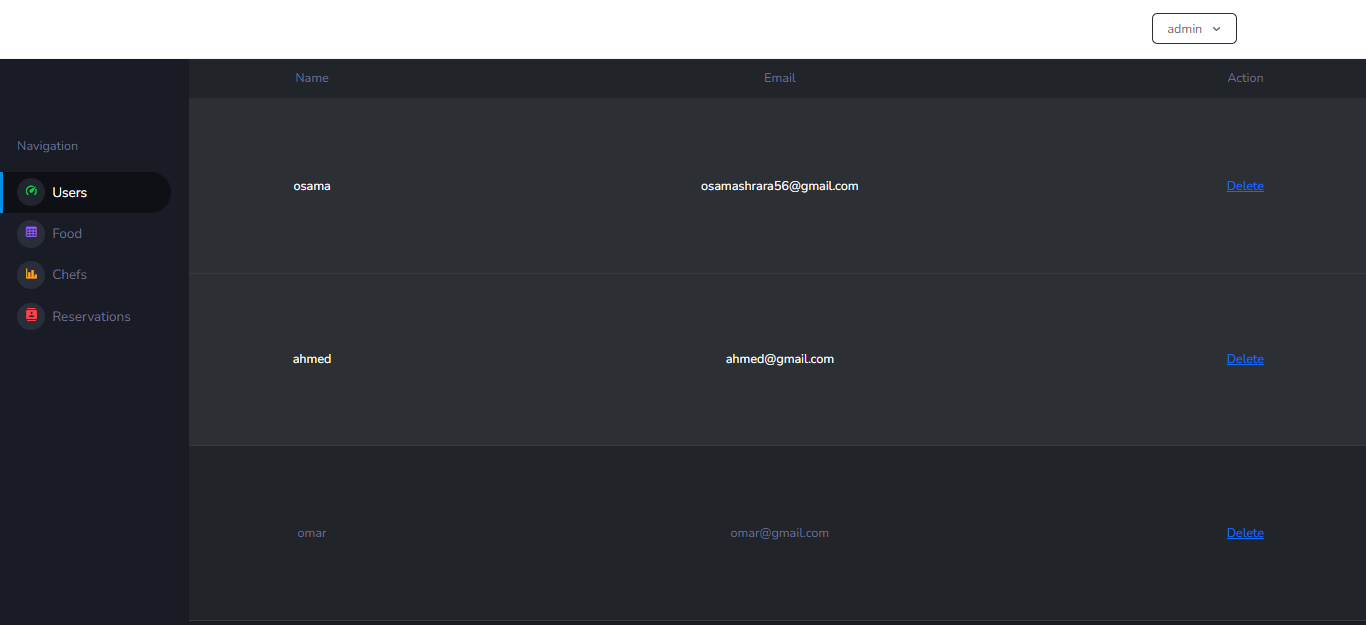 admin
Name Email Action
Navigation
osama osamashrara56@gmail.com Delete
Users
Food
Chefs
Reservations
ahmed ahmed@gmail.com Delete
omar omar@gmail.com Delete